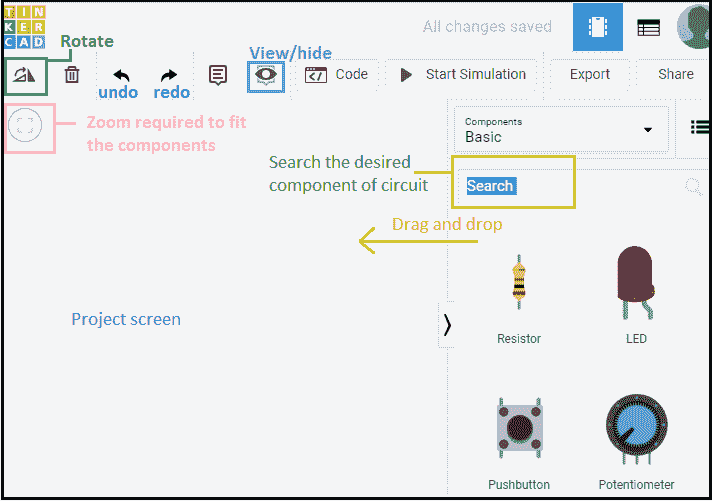 TIN
KER
CAD
All changes saved
Rotate
View/hide
undo
redo
Code
Start Simulation
Export
Share
Zoom required to fit
the components
Components
Basic
Search the desired
component of circuit
Search
Drag and drop
Project screen
Resistor
LED
Pushbutton
Potentiometer